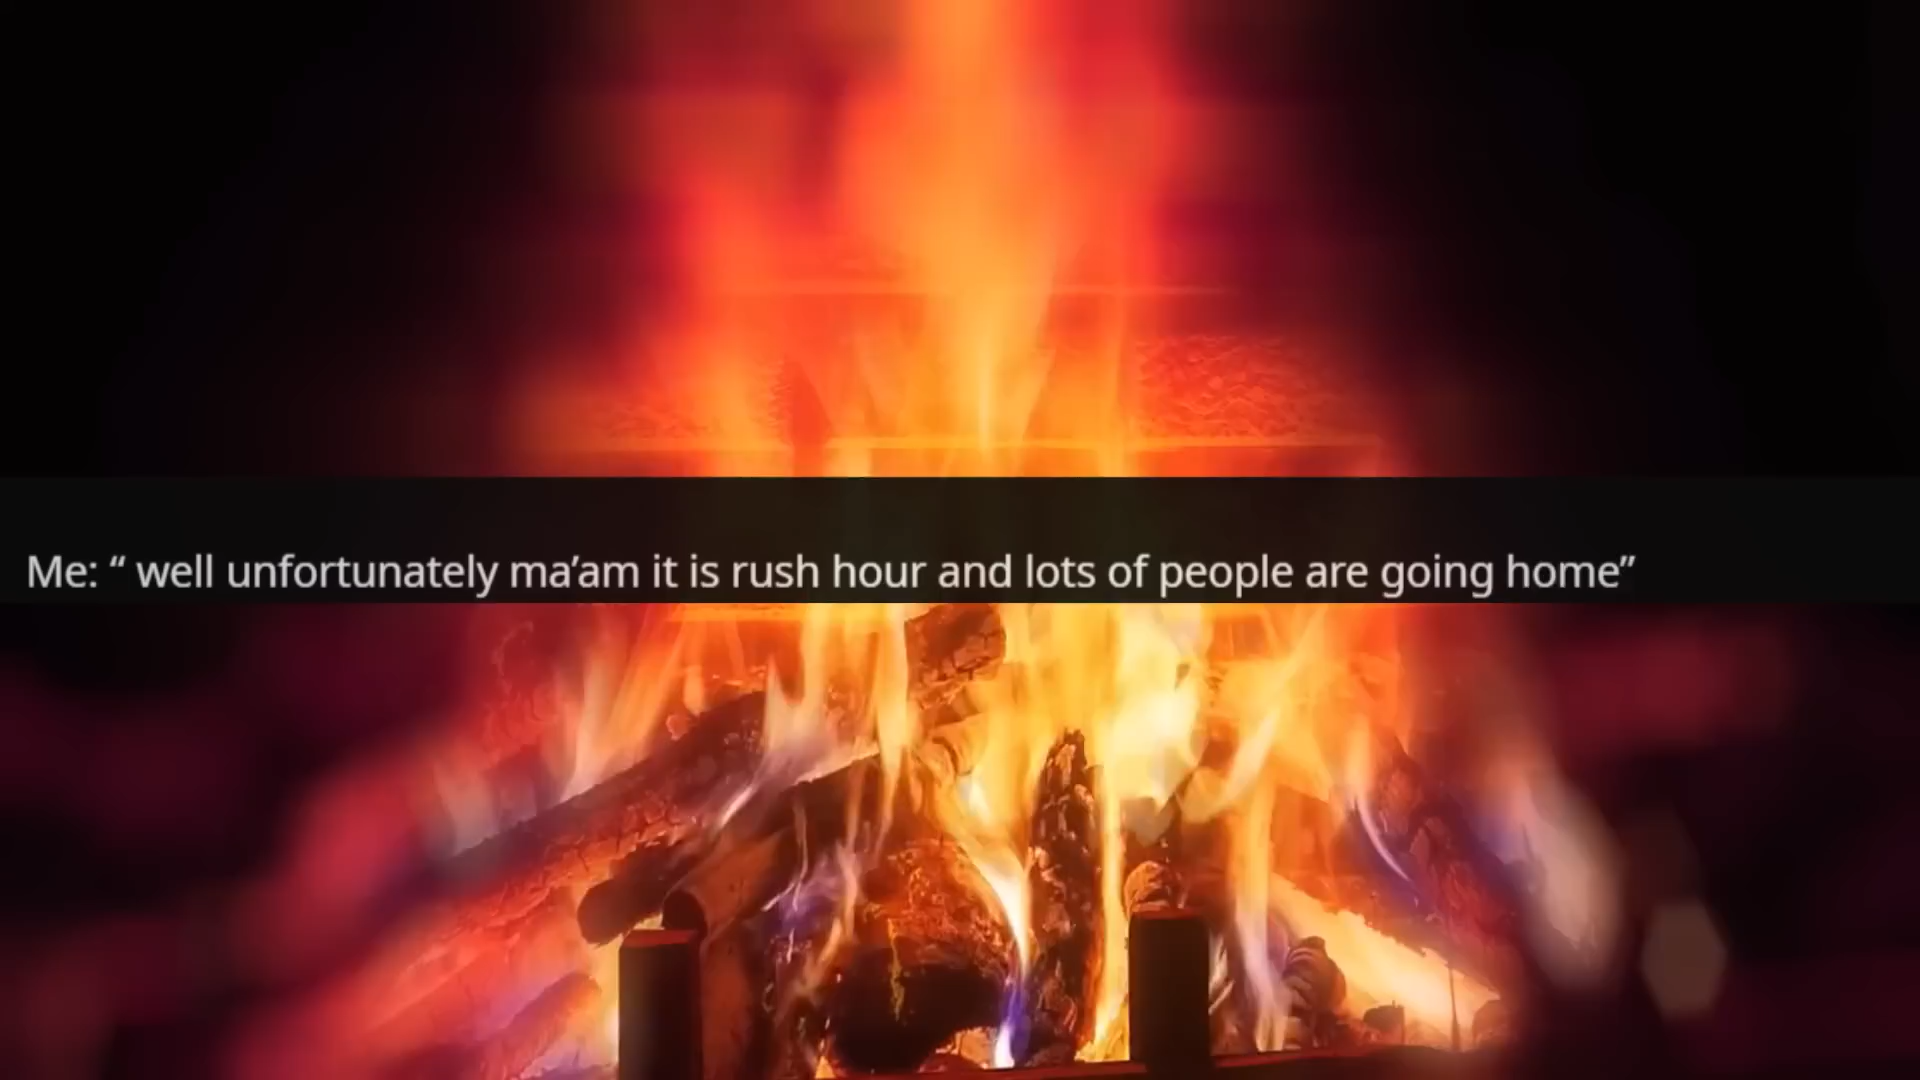 Me: “ well unfortunately ma’am it is rush hour and lots of people are going home”